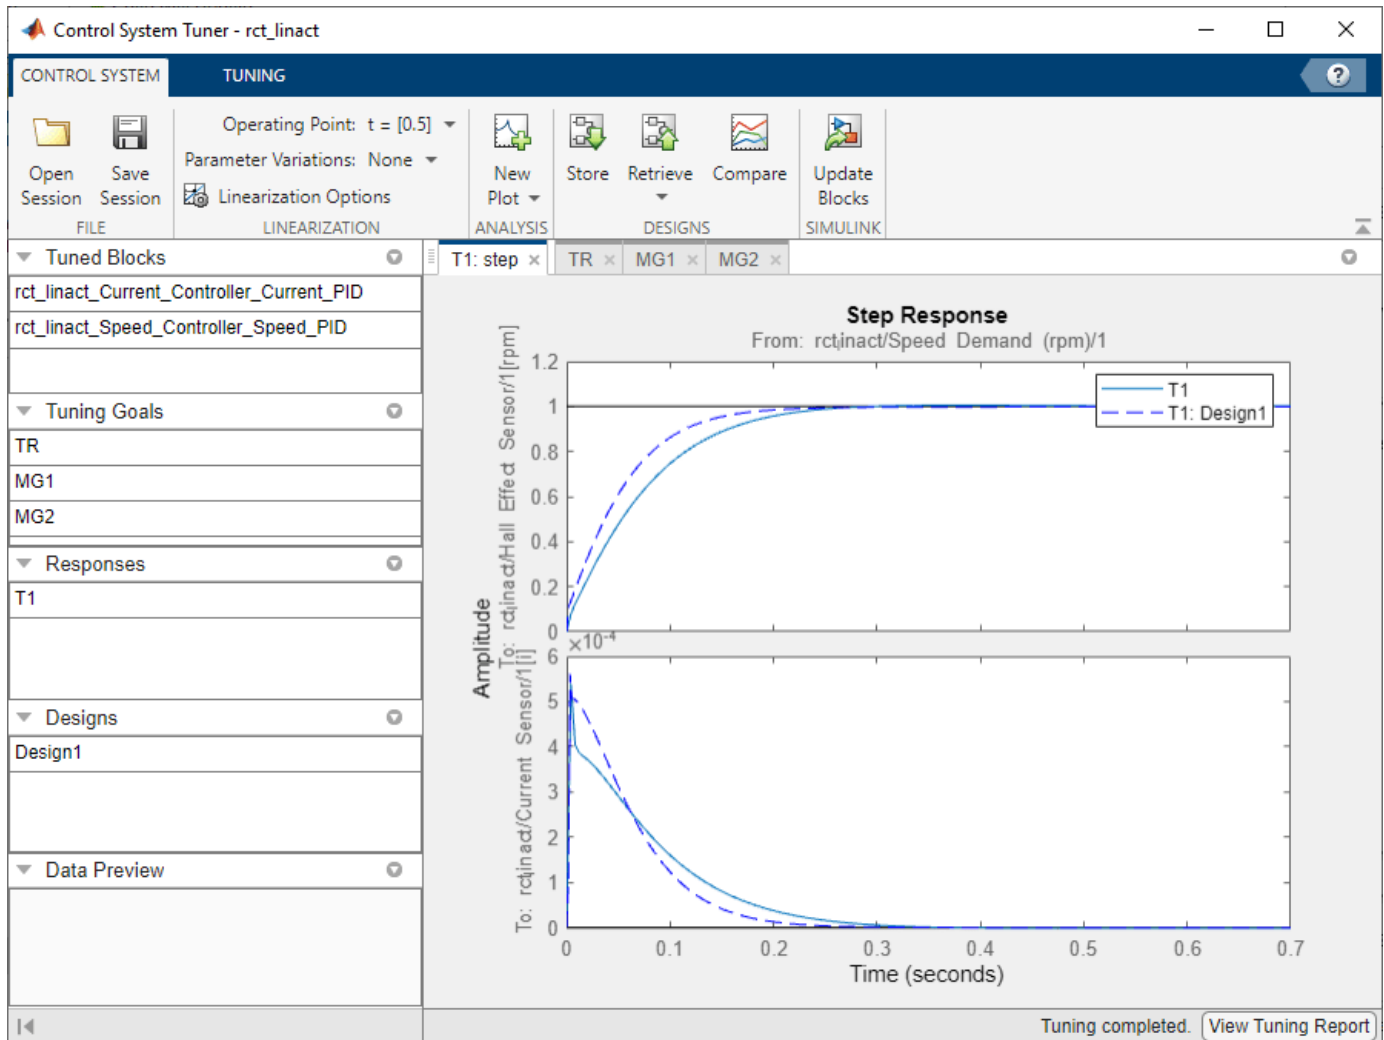 Control System Tuner - rct_linact
CONTROL SYSTEM
TUNING
?
Open Session
Save Session
FILE
Operating Point: t = [0.5]
Parameter Variations: None
Linearization Options
LINEARIZATION
New Plot
ANALYSIS
Store
Retrieve
Compare
DESIGNS
Update Blocks
SIMULINK
Tuned Blocks
rct_linact_Current_Controller_Current_PID
rct_linact_Speed_Controller_Speed_PID
Tuning Goals
TR
MG1
MG2
Responses
T1
Designs
Design1
Data Preview
T1: step
TR
MG1
MG2
Step Response
From: rctlinact/Speed Demand (rpm)/1
Amplitude
To: rctlinact/Hall Effect Sensor/1[rpm]
1.2
1
0.8
0.6
0.4
0.2
0
T1
T1: Design1
To: rctlinact/Current Sensor/1[i]
×10-4
6
5
4
3
2
1
0
0 0.1 0.2 0.3 0.4 0.5 0.6 0.7
Time (seconds)
Tuning completed.
View Tuning Report